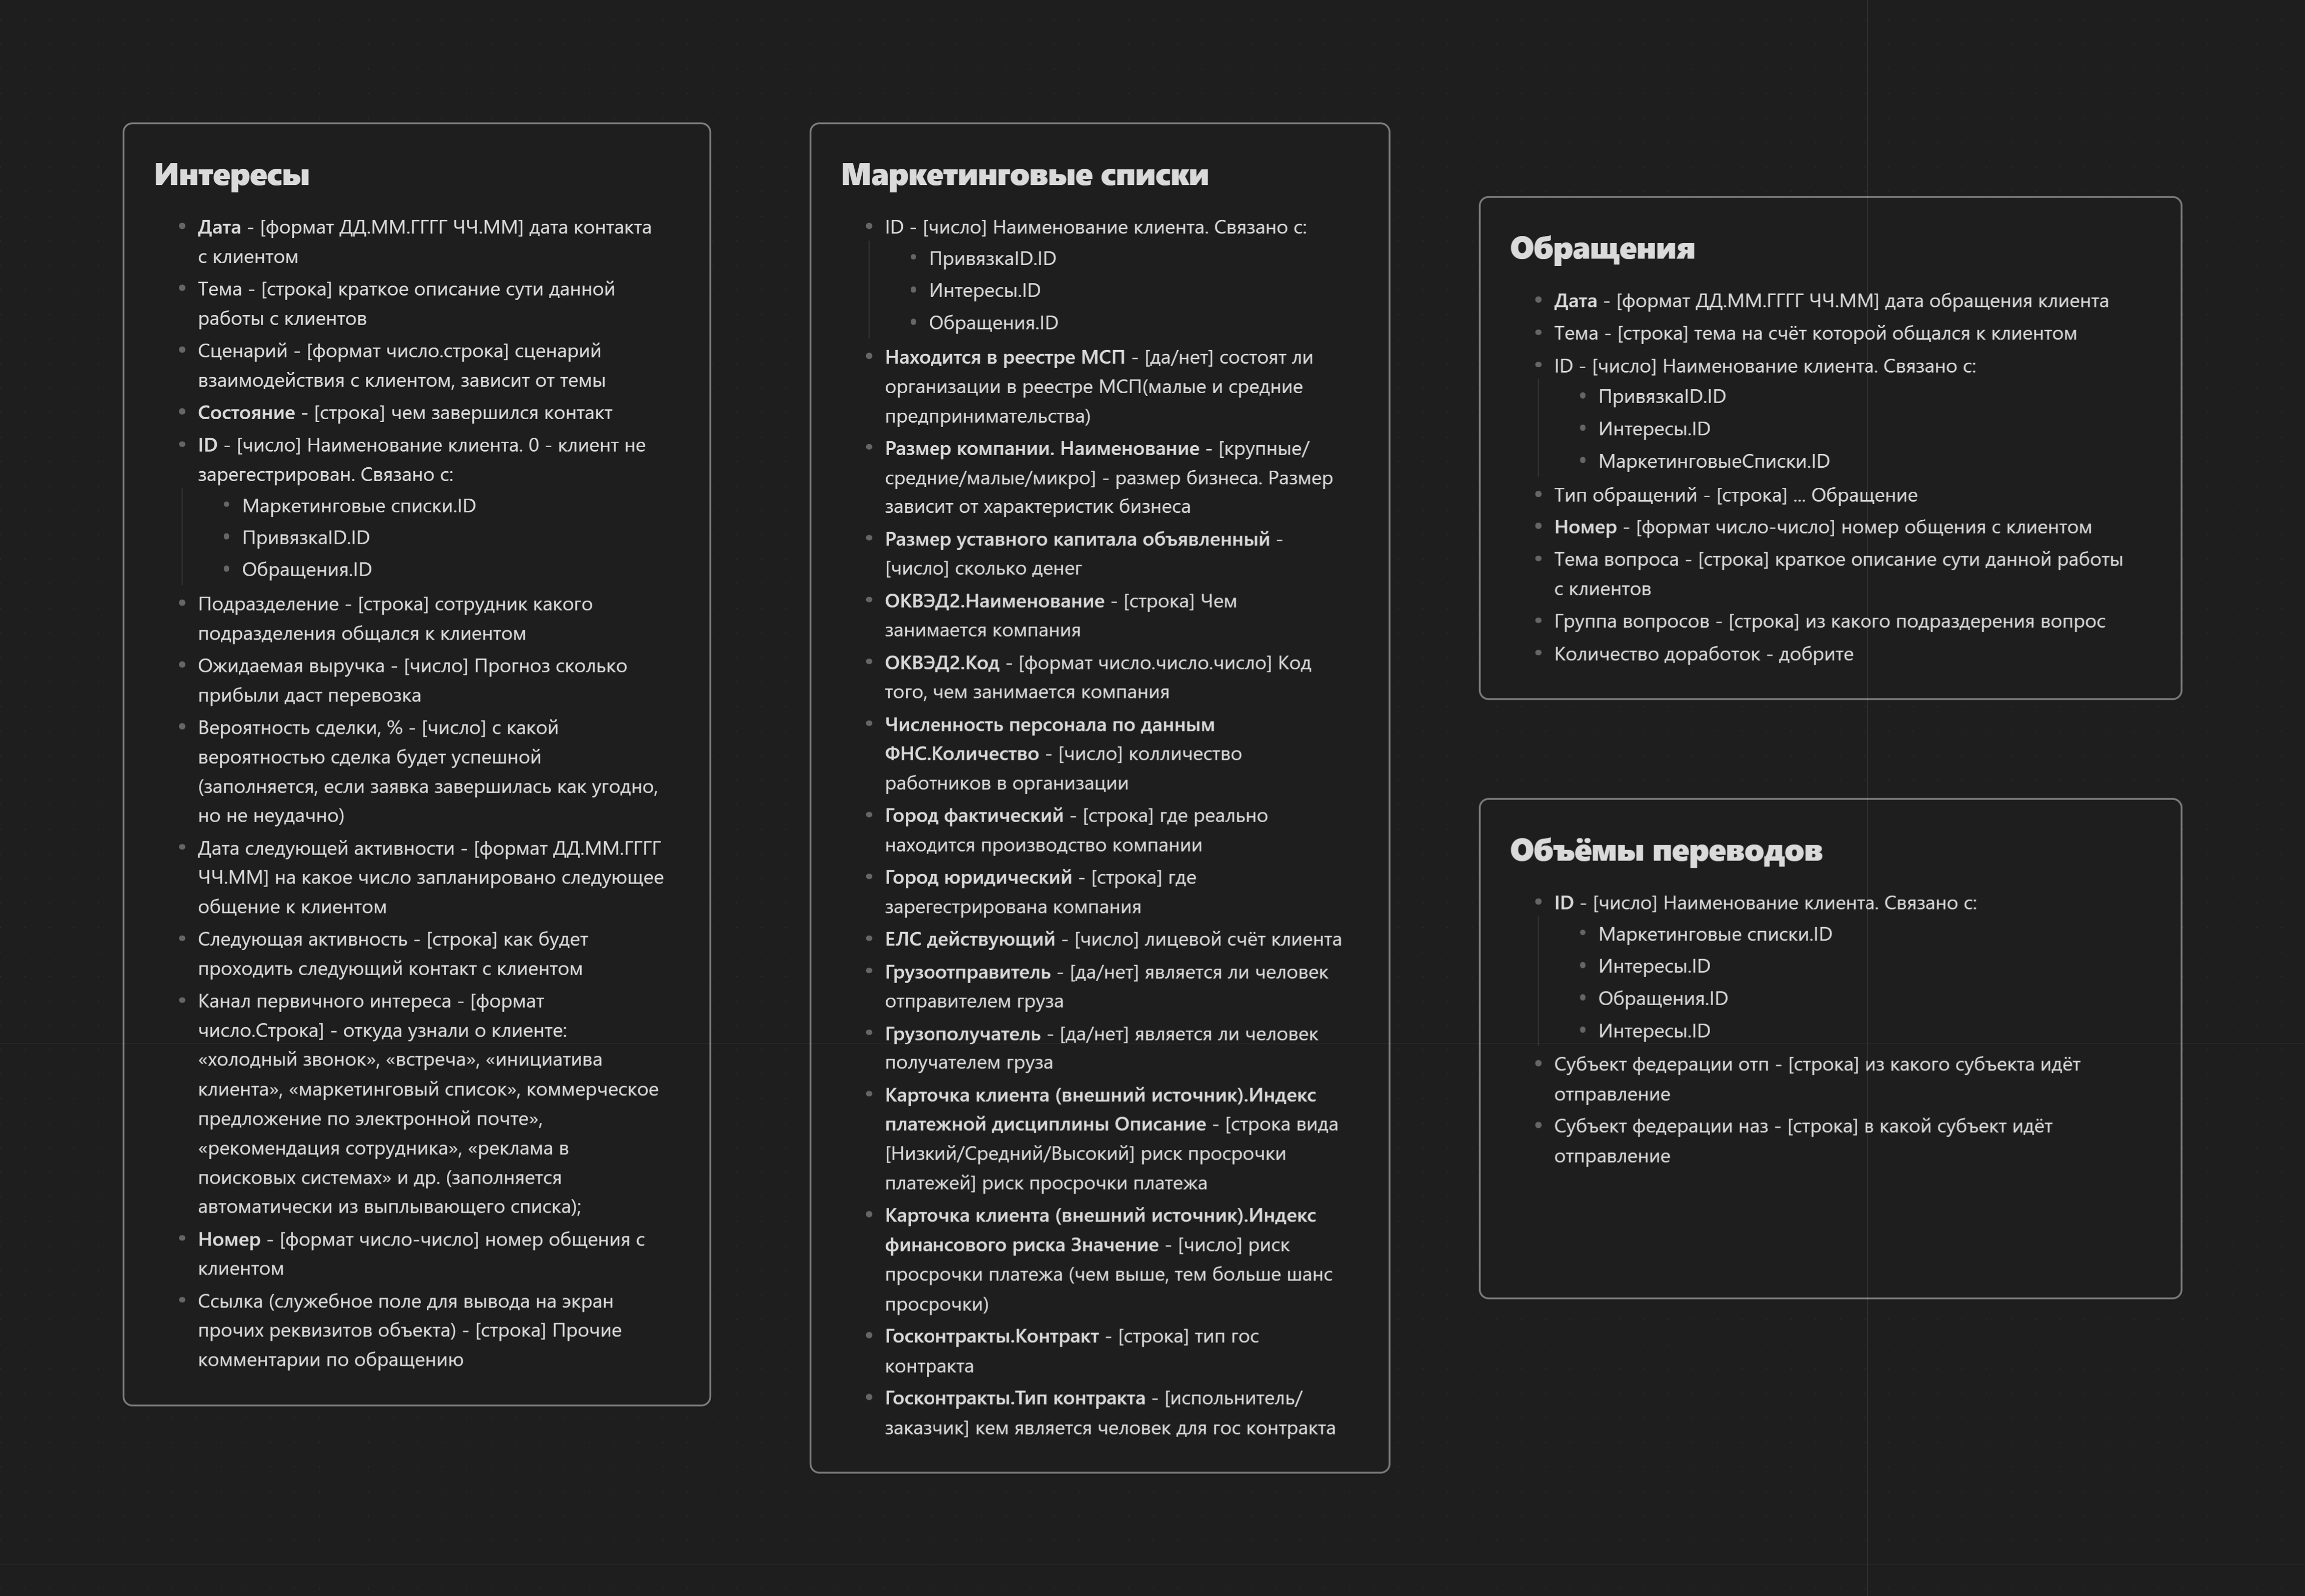 Интересы
Дата - [формат ДД.ММ.ГГГГ ЧЧ.ММ] дата контакта
с клиентом
Тема - [строка] краткое описание сути данной
работы с клиентов
Сценарий - [формат число.строка] сценарий
взаимодействия с клиентом, зависит от темы
Состояние - [строка] чем завершился контакт
ID - [число] Наименование клиента. 0 - клиент не
зарегестрирован. Связано с:
Маркетинговые списки.ID
ПривязкаID.ID
Обращения.ID
Подразделение - [строка] сотрудник какого
подразделения общался к клиентом
Ожидаемая выручка - [число] Прогноз сколько
прибыли даст перевозка
Вероятность сделки, % - [число] с какой
вероятностью сделка будет успешной
(заполняется, если заявка завершилась как угодно,
но не неудачно)
Дата следующей активности - [формат ДД.ММ.ГГГГ
ЧЧ.ММ] на какое число запланировано следующее
общение к клиентом
Следующая активность - [строка] как будет
проходить следующий контакт с клиентом
Канал первичного интереса - [формат
число.Строка] - откуда узнали о клиенте:
«холодный звонок», «встреча», «инициатива
клиента», «маркетинговый список», коммерческое
предложение по электронной почте»,
«рекомендация сотрудника», «реклама в
поисковых системах» и др. (заполняется
автоматически из выплывающего списка);
Номер - [формат число-число] номер общения с
клиентом
Ссылка (служебное поле для вывода на экран
прочих реквизитов объекта) - [строка] Прочие
комментарии по обращению
Маркетинговые списки
ID - [число] Наименование клиента. Связано с:
ПривязкаID.ID
Интересы.ID
Обращения.ID
Находится в реестре МСП - [да/нет] состоят ли
организации в реестре МСП(малые и средние
предпринимательства)
Размер компании. Наименование - [крупные/
средние/малые/микро] - размер бизнеса. Размер
зависит от характеристик бизнеса
Размер уставного капитала объявленный -
[число] сколько денег
ОКВЭД2.Наименование - [строка] Чем
занимается компания
ОКВЭД2.Код - [формат число.число.число] Код
того, чем занимается компания
Численность персонала по данным
ФНС.Количество - [число] колличество
работников в организации
Город фактический - [строка] где реально
находится производство компании
Город юридический - [строка] где
зарегестрирована компания
ЕЛС действующий - [число] лицевой счёт клиента
Грузоотправитель - [да/нет] является ли человек
отправителем груза
Грузополучатель - [да/нет] является ли человек
получателем груза
Карточка клиента (внешний источник).Индекс
платежной дисциплины Описание - [строка вида
[Низкий/Средний/Высокий] риск просрочки
платежей] риск просрочки платежа
Карточка клиента (внешний источник).Индекс
финансового риска Значение - [число] риск
просрочки платежа (чем выше, тем больше шанс
просрочки)
Госконтракты.Контракт - [строка] тип гос
контракта
Госконтракты.Тип контракта - [испольнитель/
заказчик] кем является человек для гос контракта
Обращения
Дата - [формат ДД.ММ.ГГГГ ЧЧ.ММ] дата обращения клиента
Тема - [строка] тема на счёт которой общался к клиентом
ID - [число] Наименование клиента. Связано с:
ПривязкаID.ID
Интересы.ID
МаркетинговыеСписки.ID
Тип обращений - [строка] ... Обращение
Номер - [формат число-число] номер общения с клиентом
Тема вопроса - [строка] краткое описание сути данной работы
с клиентов
Группа вопросов - [строка] из какого подраздерения вопрос
Количество доработок - добрите
Объёмы переводов
ID - [число] Наименование клиента. Связано с:
Маркетинговые списки.ID
Интересы.ID
Обращения.ID
Интересы.ID
Субъект федерации отп - [строка] из какого субъекта идёт
отправление
Субъект федерации наз - [строка] в какой субъект идёт
отправление